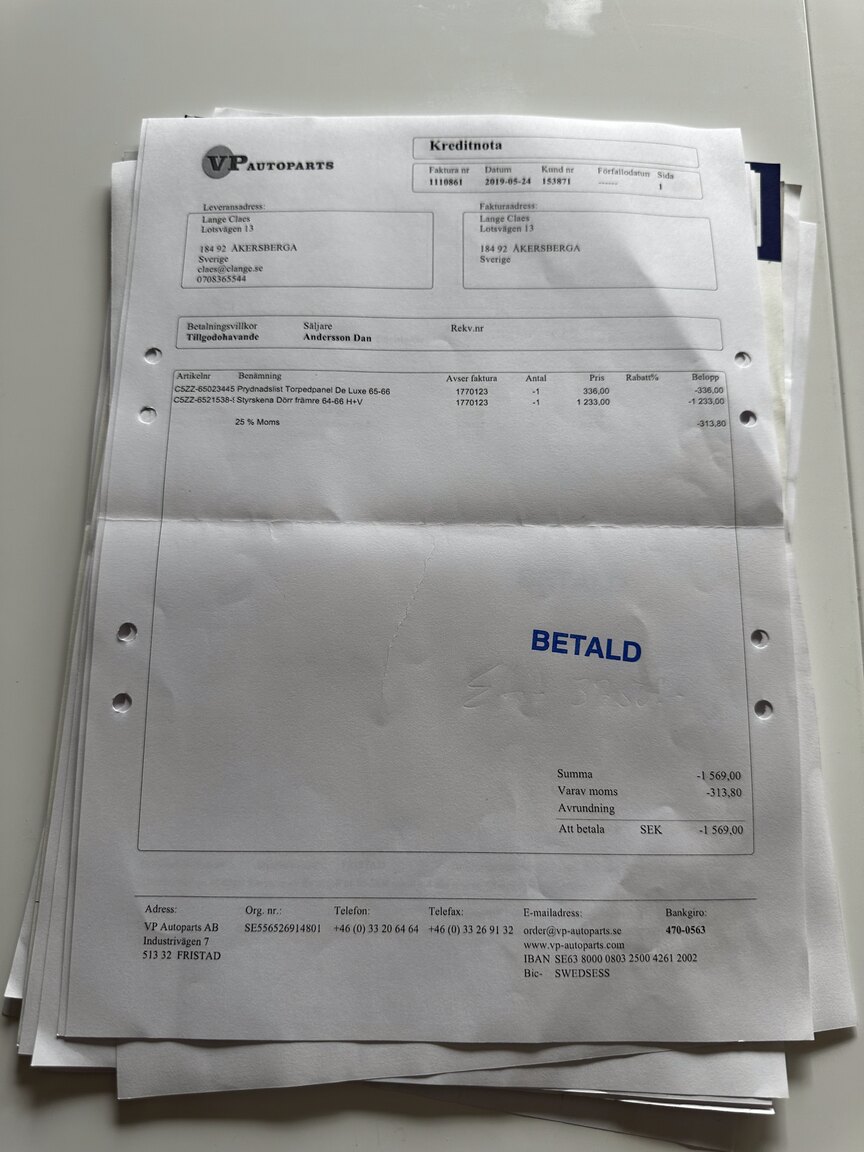 VP AUTOPARTS
Kreditnota
Faktura nr Datum Kund nr Förfallodatum Sida
1110861 2019-05-24 153871 ------ 1
Leveransadress:
Lange Claes
Lotsvägen 13
184 92 ÅKERSBERGA
Sverige
claes@clange.se
0708365544
Fakturaadress:
Lange Claes
Lotsvägen 13
184 92 ÅKERSBERGA
Sverige
Betalningsvillkor Säljare Rekv.nr
Tillgodohavande Andersson Dan
Artikelnr Benämning Avser faktura Antal Pris Rabatt% Belopp
C5ZZ-65023445 Prydnadslist Torpedpanel De Luxe 65-66 1770123 -1 336,00 -336,00
Styrskena Dörr främre 64-66 H+V 1770123 -1 1 233,00 -1 233,00
25 % Moms -313,80
BETALD
Summa -1 569,00
Varav moms -313,80
Avrundning
Att betala SEK -1 569,00
Adress: Org. nr.: Telefon: Telefax: E-mailadress: Bankgiro:
VP Autoparts AB SE556526914801 +46 (0) 33 20 64 64 +46 (0) 33 26 91 32 order@vp-autoparts.se 470-0563
Industrivägen 7 www.vp-autoparts.com
513 32 FRISTAD IBAN SE63 8000 0803 2500 4261 2002
Bic- SWEDSESS